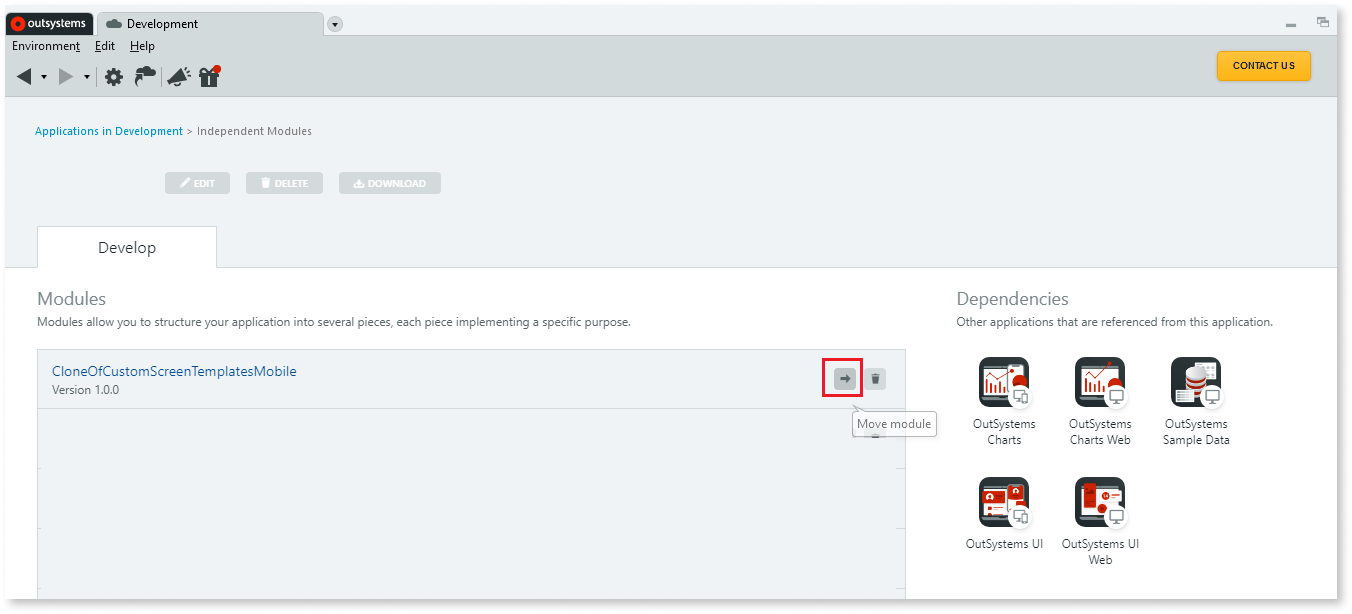 outsystems
Development
Environment Edit Help
CONTACT US
Applications in Development > Independent Modules
EDIT DELETE DOWNLOAD
Develop
Modules
Modules allow you to structure your application into several pieces, each piece implementing a specific purpose.
CloneOfCustomScreenTemplatesMobile
Version 1.0.0
Move module
Dependencies
Other applications that are referenced from this application.
OutSystems
Charts
OutSystems
Charts Web
OutSystems
Sample Data
OutSystems UI
OutSystems UI
Web